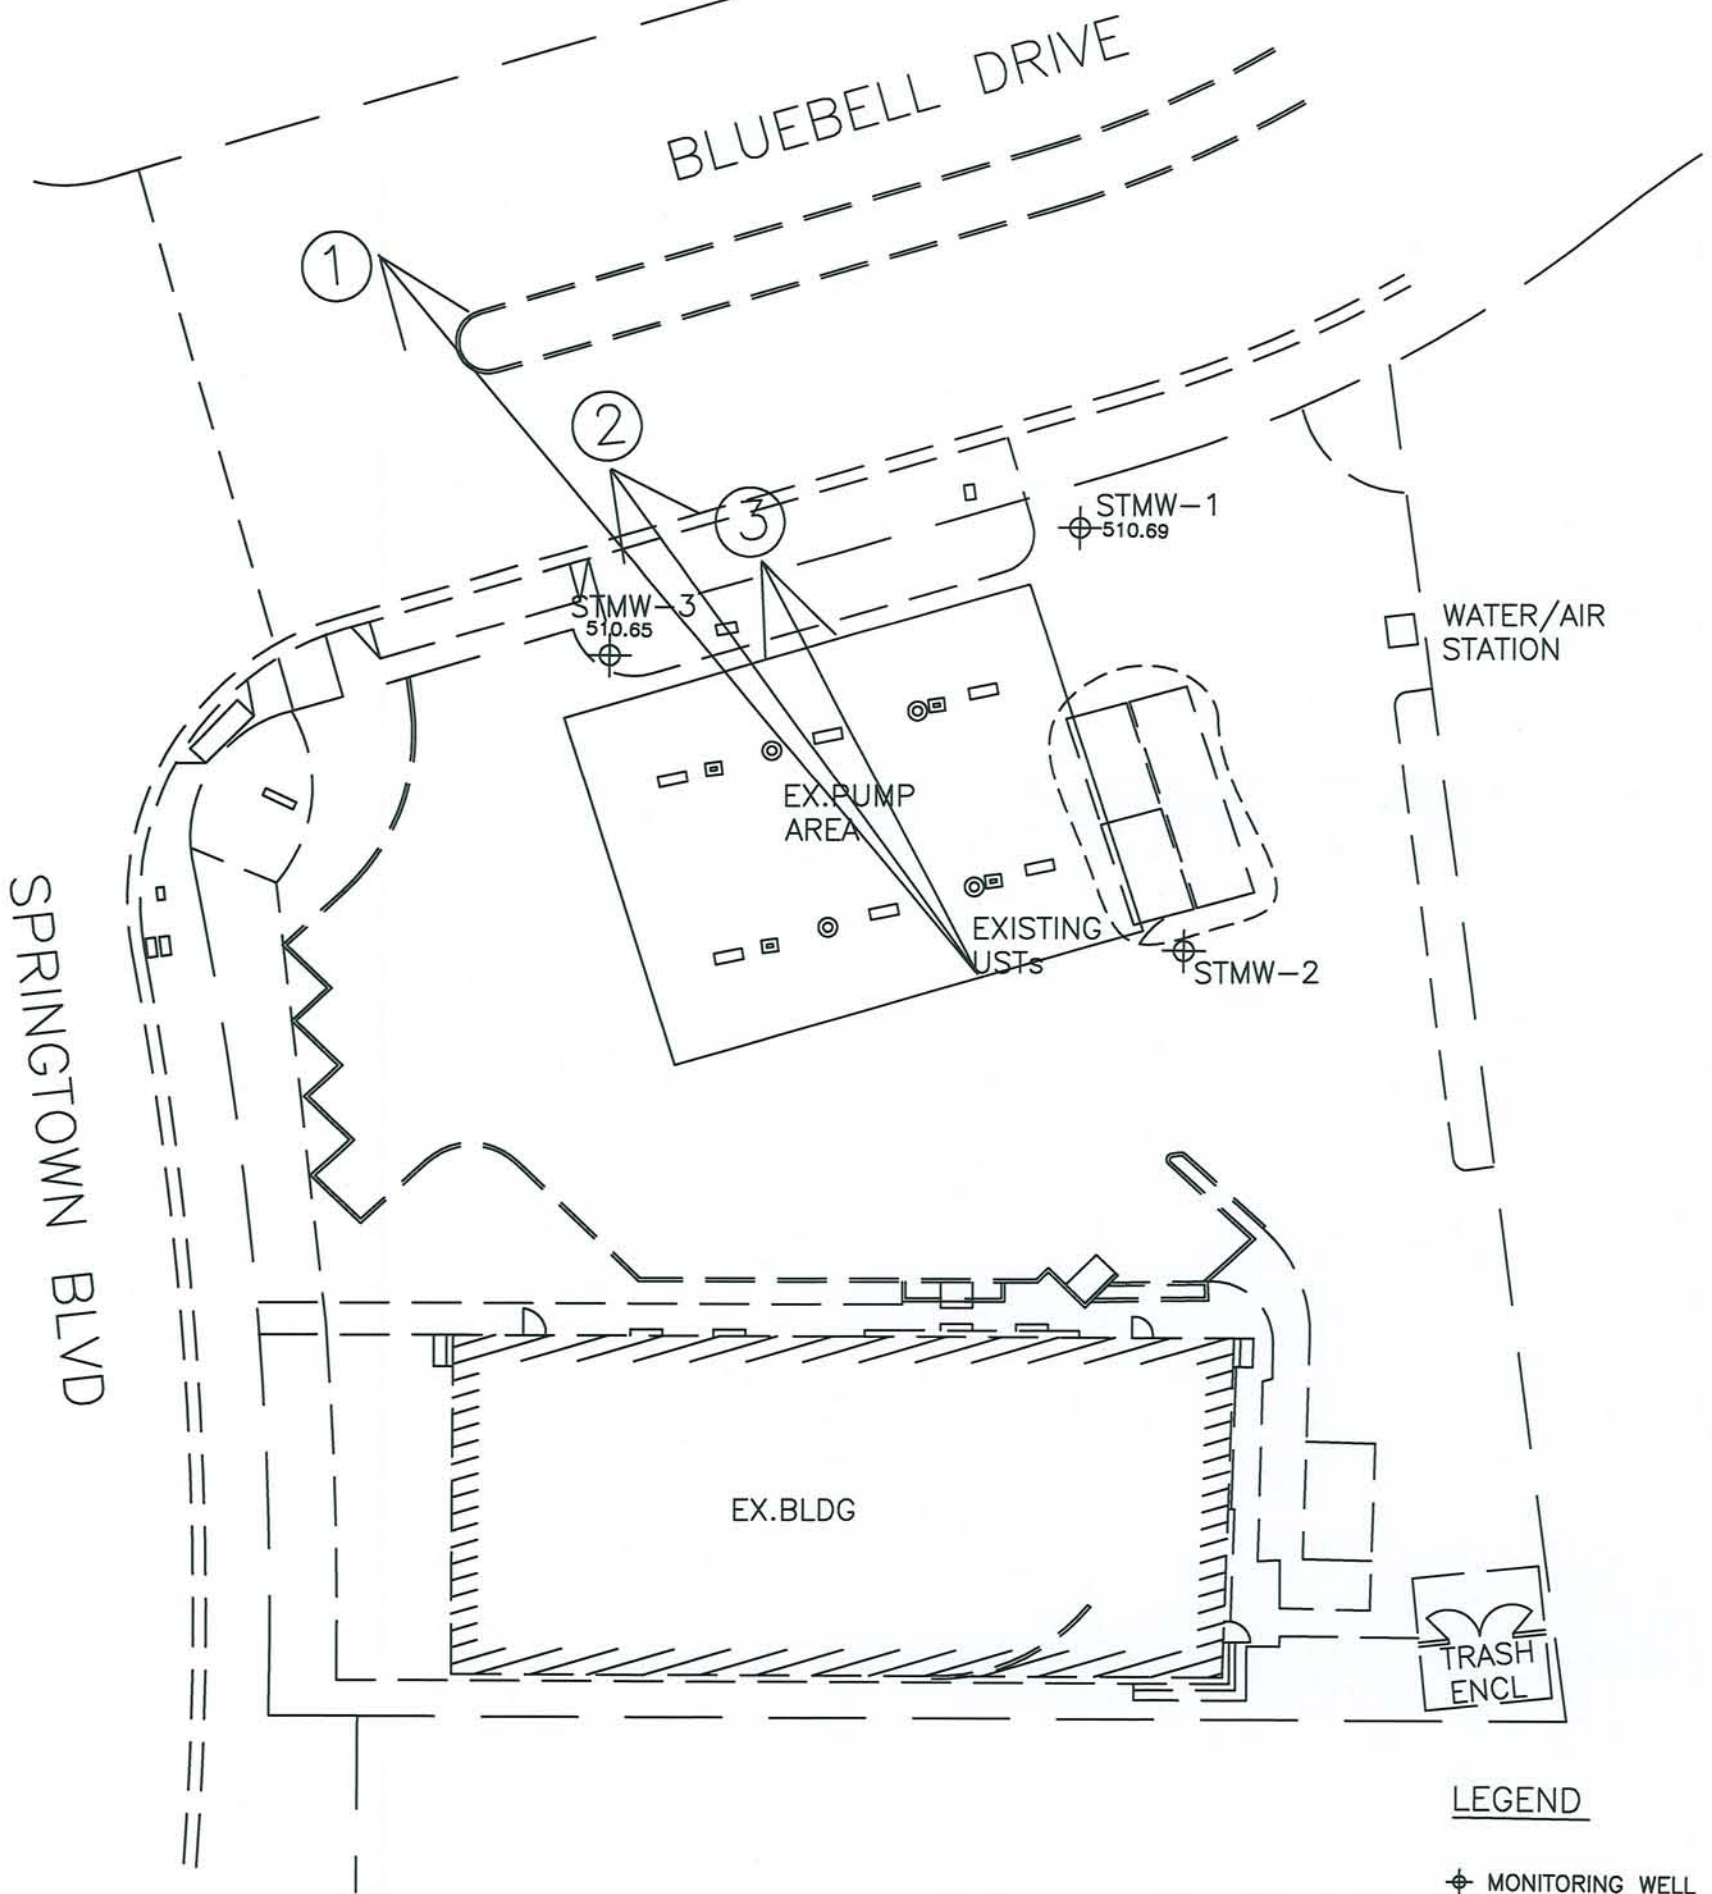 BLUEBELL DRIVE
1
2
3
STMW-1
510.69
STMW-3
510.65
WATER/AIR
STATION
EX.PUMP
AREA
EXISTING
USTs
STMW-2
SPRINGTOWN BLVD
EX.BLDG
TRASH
ENCL
LEGEND
MONITORING WELL